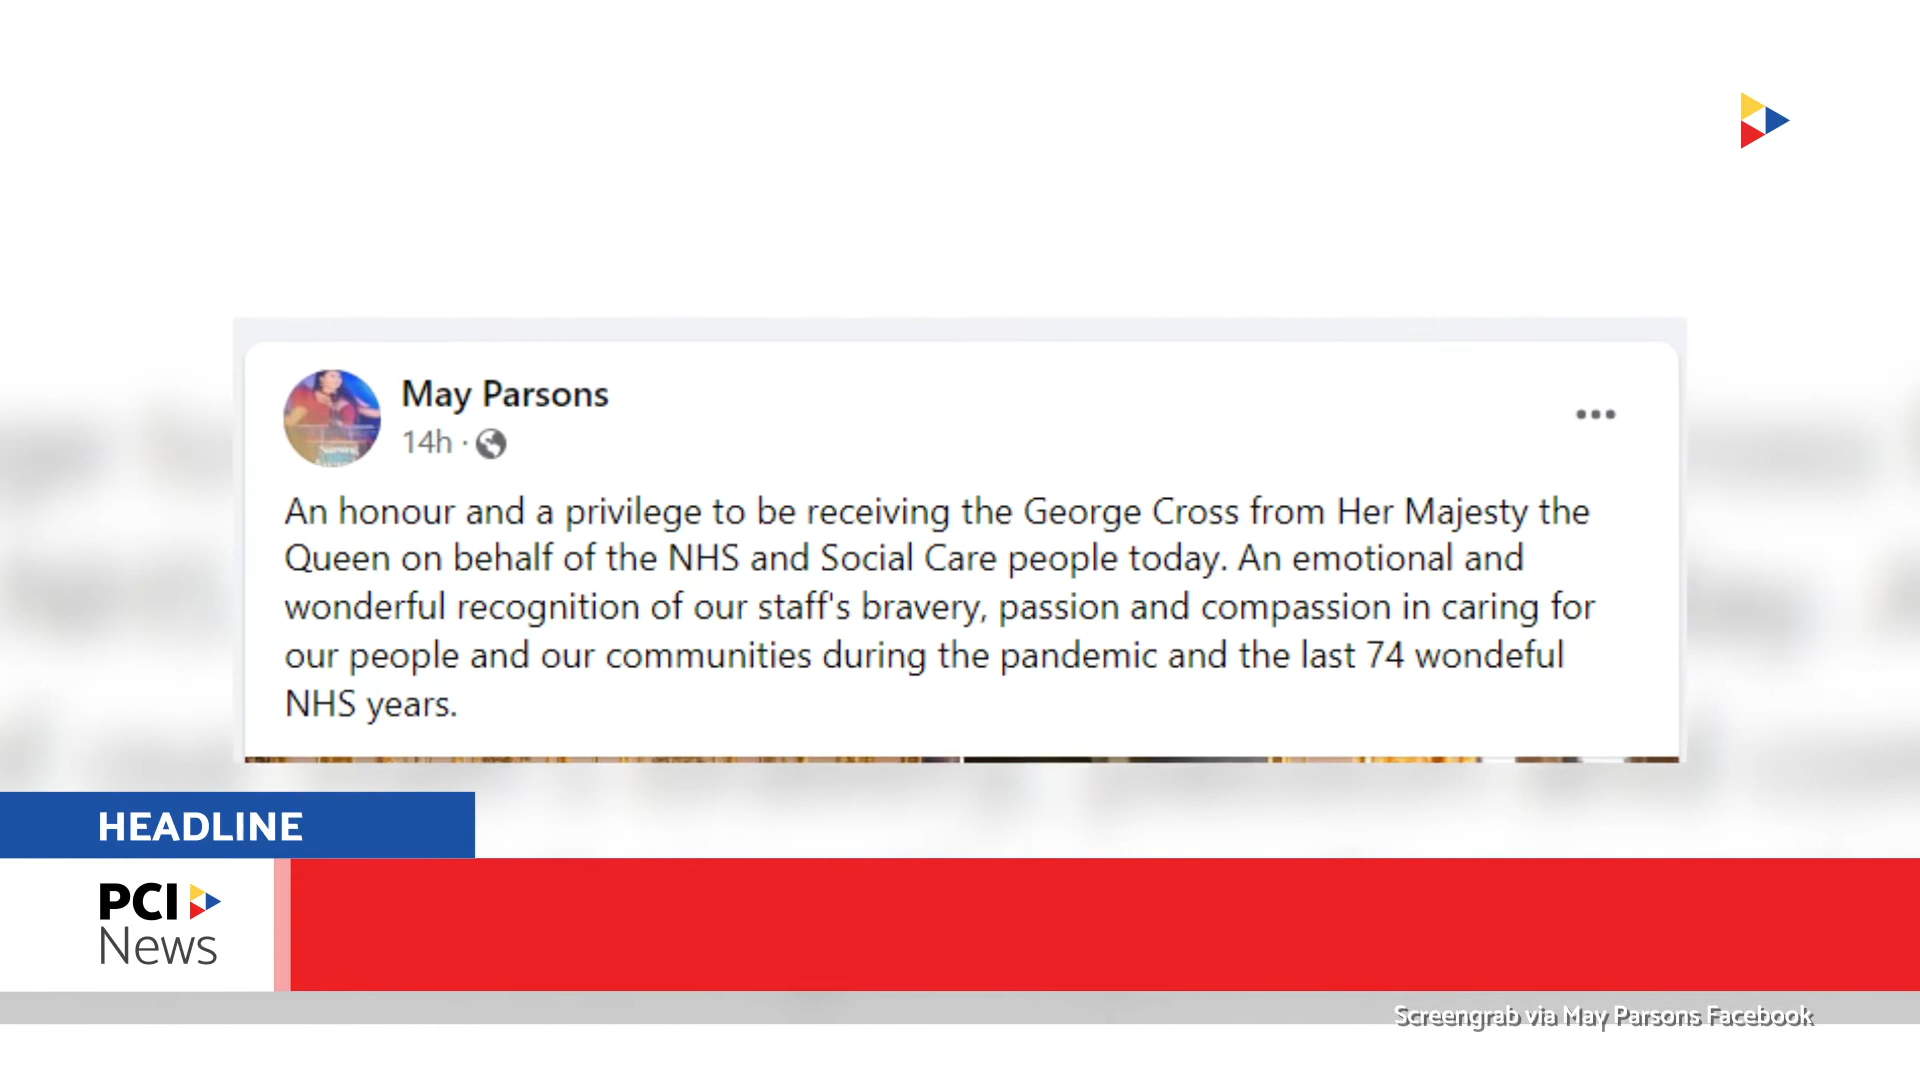 May Parsons
14h ·
An honour and a privilege to be receiving the George Cross from Her Majesty the
Queen on behalf of the NHS and Social Care people today. An emotional and
wonderful recognition of our staff's bravery, passion and compassion in caring for
our people and our communities during the pandemic and the last 74 wondeful
NHS years.
HEADLINE
PCI
News
Screengrab via May Parsons Facebook